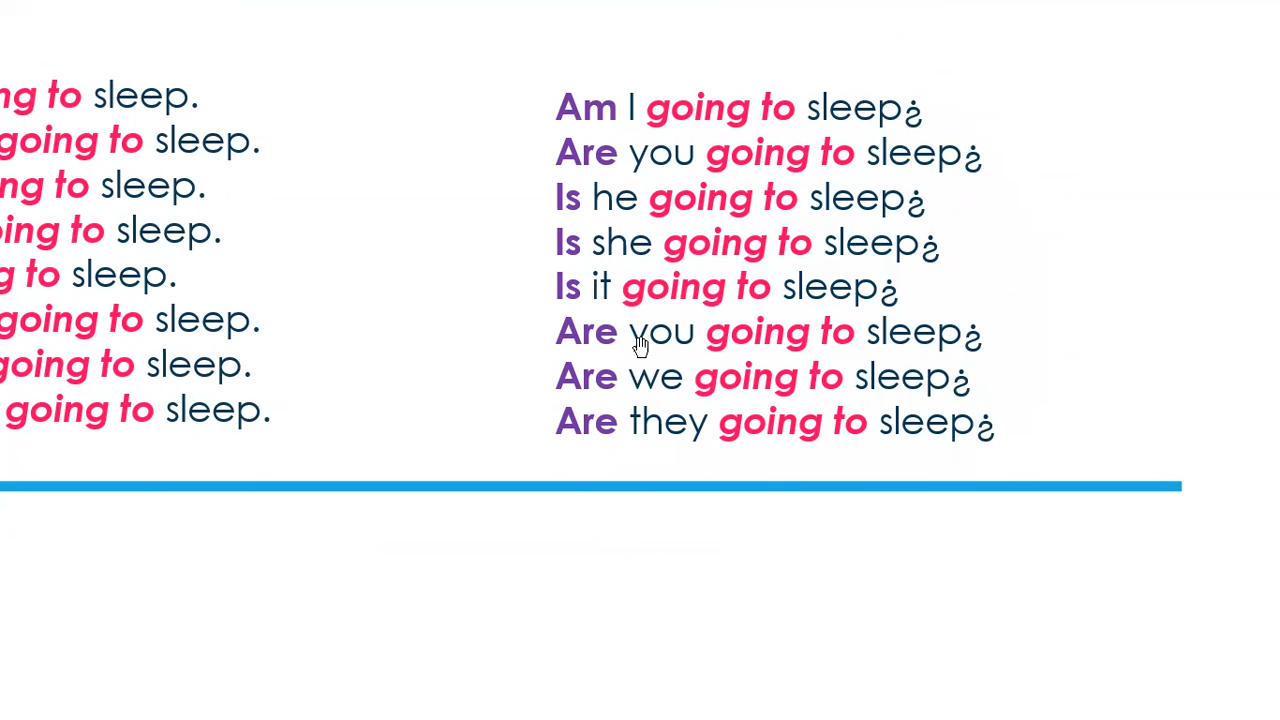 ng to sleep.
going to sleep.
ng to sleep.
oing to sleep.
g to sleep.
going to sleep.
going to sleep.
going to sleep.
Am I going to sleep¿
Are you going to sleep¿
Is he going to sleep¿
Is she going to sleep¿
Is it going to sleep¿
Are you going to sleep¿
Are we going to sleep¿
Are they going to sleep¿